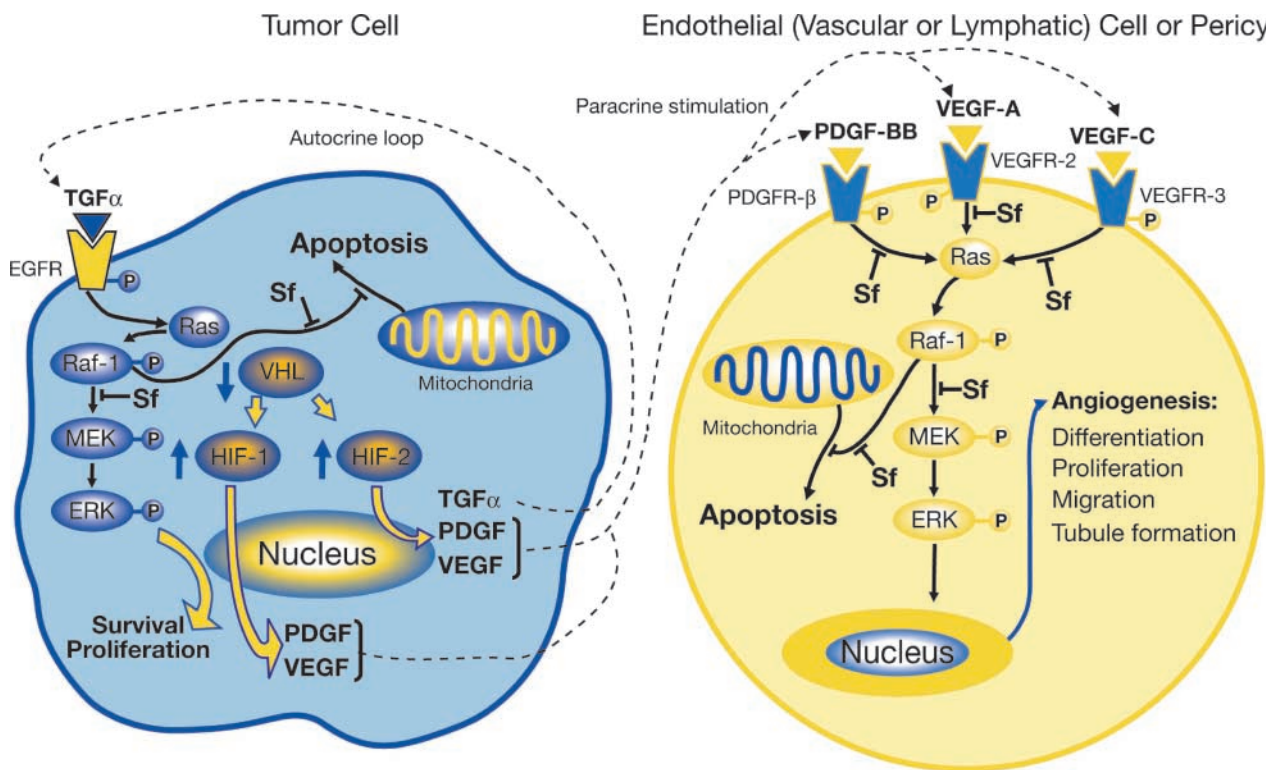 Tumor Cell
Endothelial (Vascular or Lymphatic) Cell or Pericy
Autocrine loop
TGFα
EGFR
P
Ras
Raf-1
P
Sf
MEK
P
ERK
P
Survival
Proliferation
Apoptosis
Sf
Mitochondria
VHL
HIF-1
HIF-2
Nucleus
TGFα
PDGF
VEGF
PDGF
VEGF
Paracrine stimulation
PDGF-BB
VEGF-A
VEGF-C
PDGFR-β
VEGFR-2
VEGFR-3
P
P
P
Sf
Sf
Sf
Ras
Raf-1
P
Sf
Mitochondria
Sf
Apoptosis
MEK
P
ERK
P
Nucleus
Angiogenesis:
Differentiation
Proliferation
Migration
Tubule formation